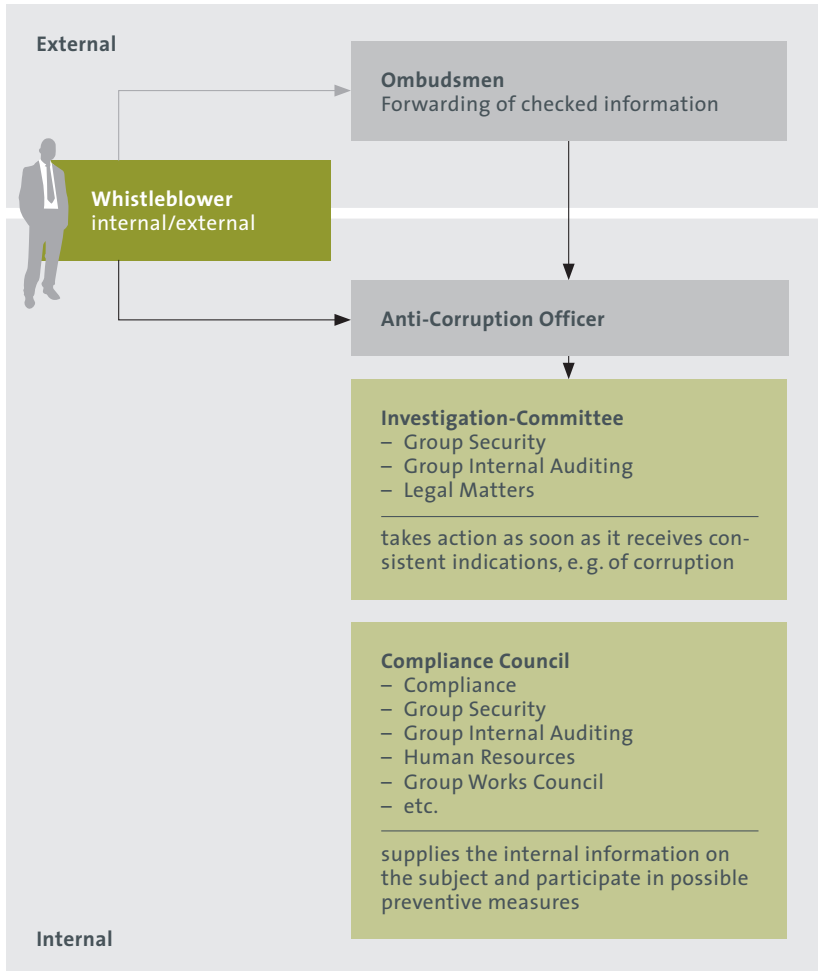 External
Ombudsmen
Forwarding of checked information
Whistleblower
internal/external
Anti-Corruption Officer
Investigation-Committee
– Group Security
– Group Internal Auditing
– Legal Matters
takes action as soon as it receives con-
sistent indications, e. g. of corruption
Compliance Council
– Compliance
– Group Security
– Group Internal Auditing
– Human Resources
– Group Works Council
– etc.
supplies the internal information on
the subject and participate in possible
preventive measures
Internal